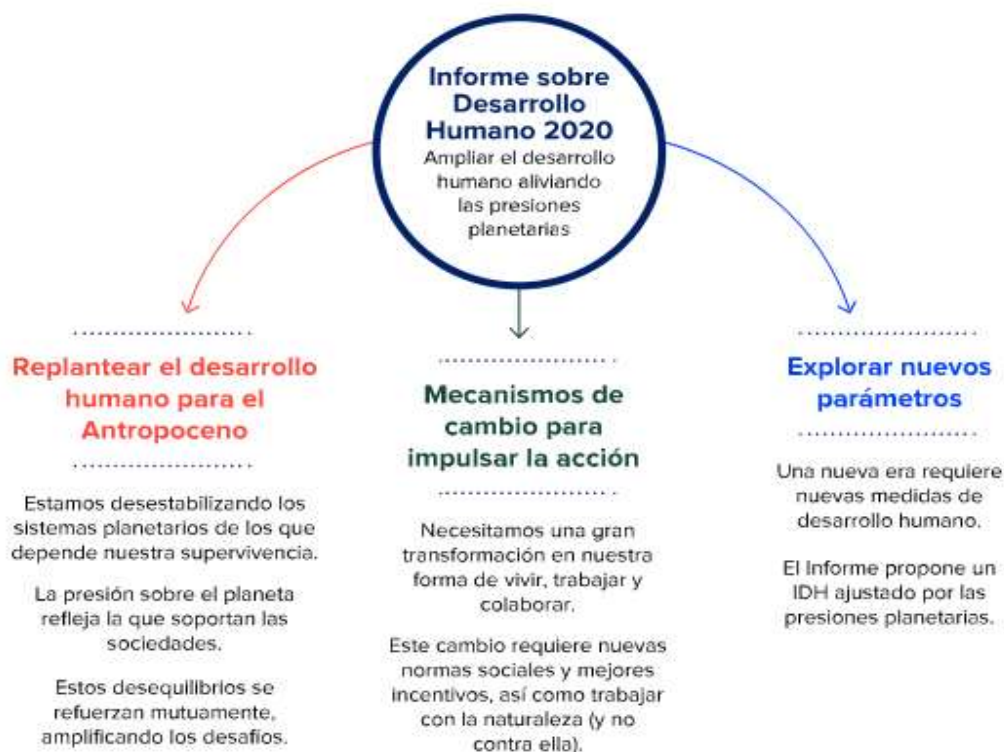 Informe sobre
Desarrollo
Humano 2020
Ampliar el desarrollo
humano aliviando
las presiones
planetarias
Replantear el desarrollo
humano para el
Antropoceno
Estamos desestabilizando los
sistemas planetarios de los que
depende nuestra supervivencia.
La presión sobre el planeta
refleja la que soportan las
sociedades.
Estos desequilibrios se
refuerzan mutuamente,
amplificando los desafíos.
Mecanismos de
cambio para
impulsar la acción
Necesitamos una gran
transformación en nuestra
forma de vivir, trabajar y
colaborar.
Este cambio requiere nuevas
normas sociales y mejores
incentivos, así como trabajar
con la naturaleza (y no
contra ella).
Explorar nuevos
parámetros
Una nueva era requiere
nuevas medidas de
desarrollo humano.
El Informe propone un
IDH ajustado por las
presiones planetarias.